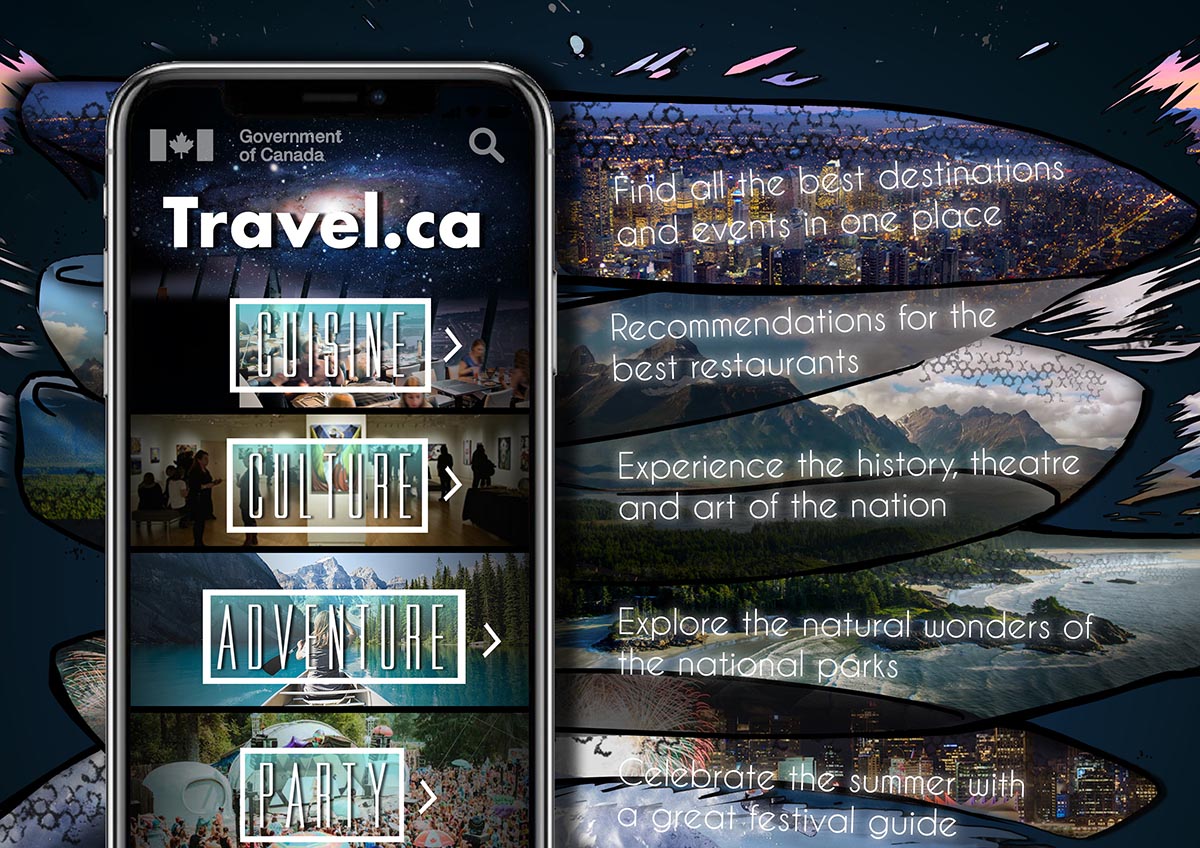 Government
of Canada
Travel.ca
Find all the best destinations
and events in one place
CUISINE
Recommendations for the
best restaurants
CULTURE
Experience the history, theatre
and art of the nation
ADVENTURE
Explore the natural wonders of
the national parks
PARTY
Celebrate the summer with
a great festival guide